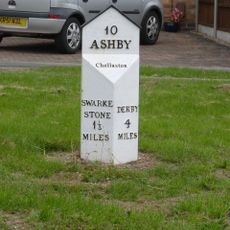 10
ASHBY
Chellaston
SWARKE
STONE
1½
MILES
DERBY
4
MILES